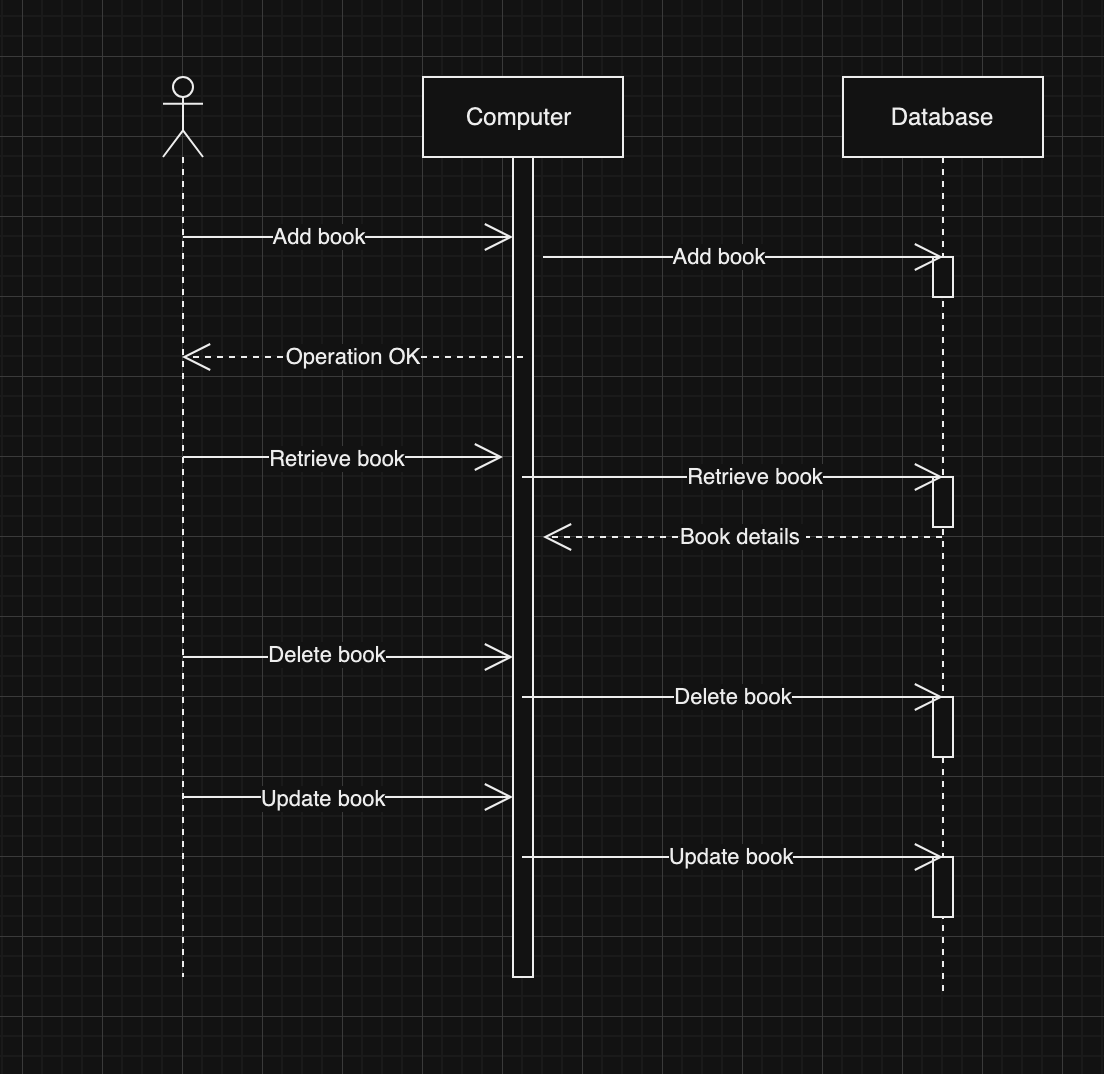 Computer
Database
Add book
Add book
Operation OK
Retrieve book
Retrieve book
Book details
Delete book
Delete book
Update book
Update book